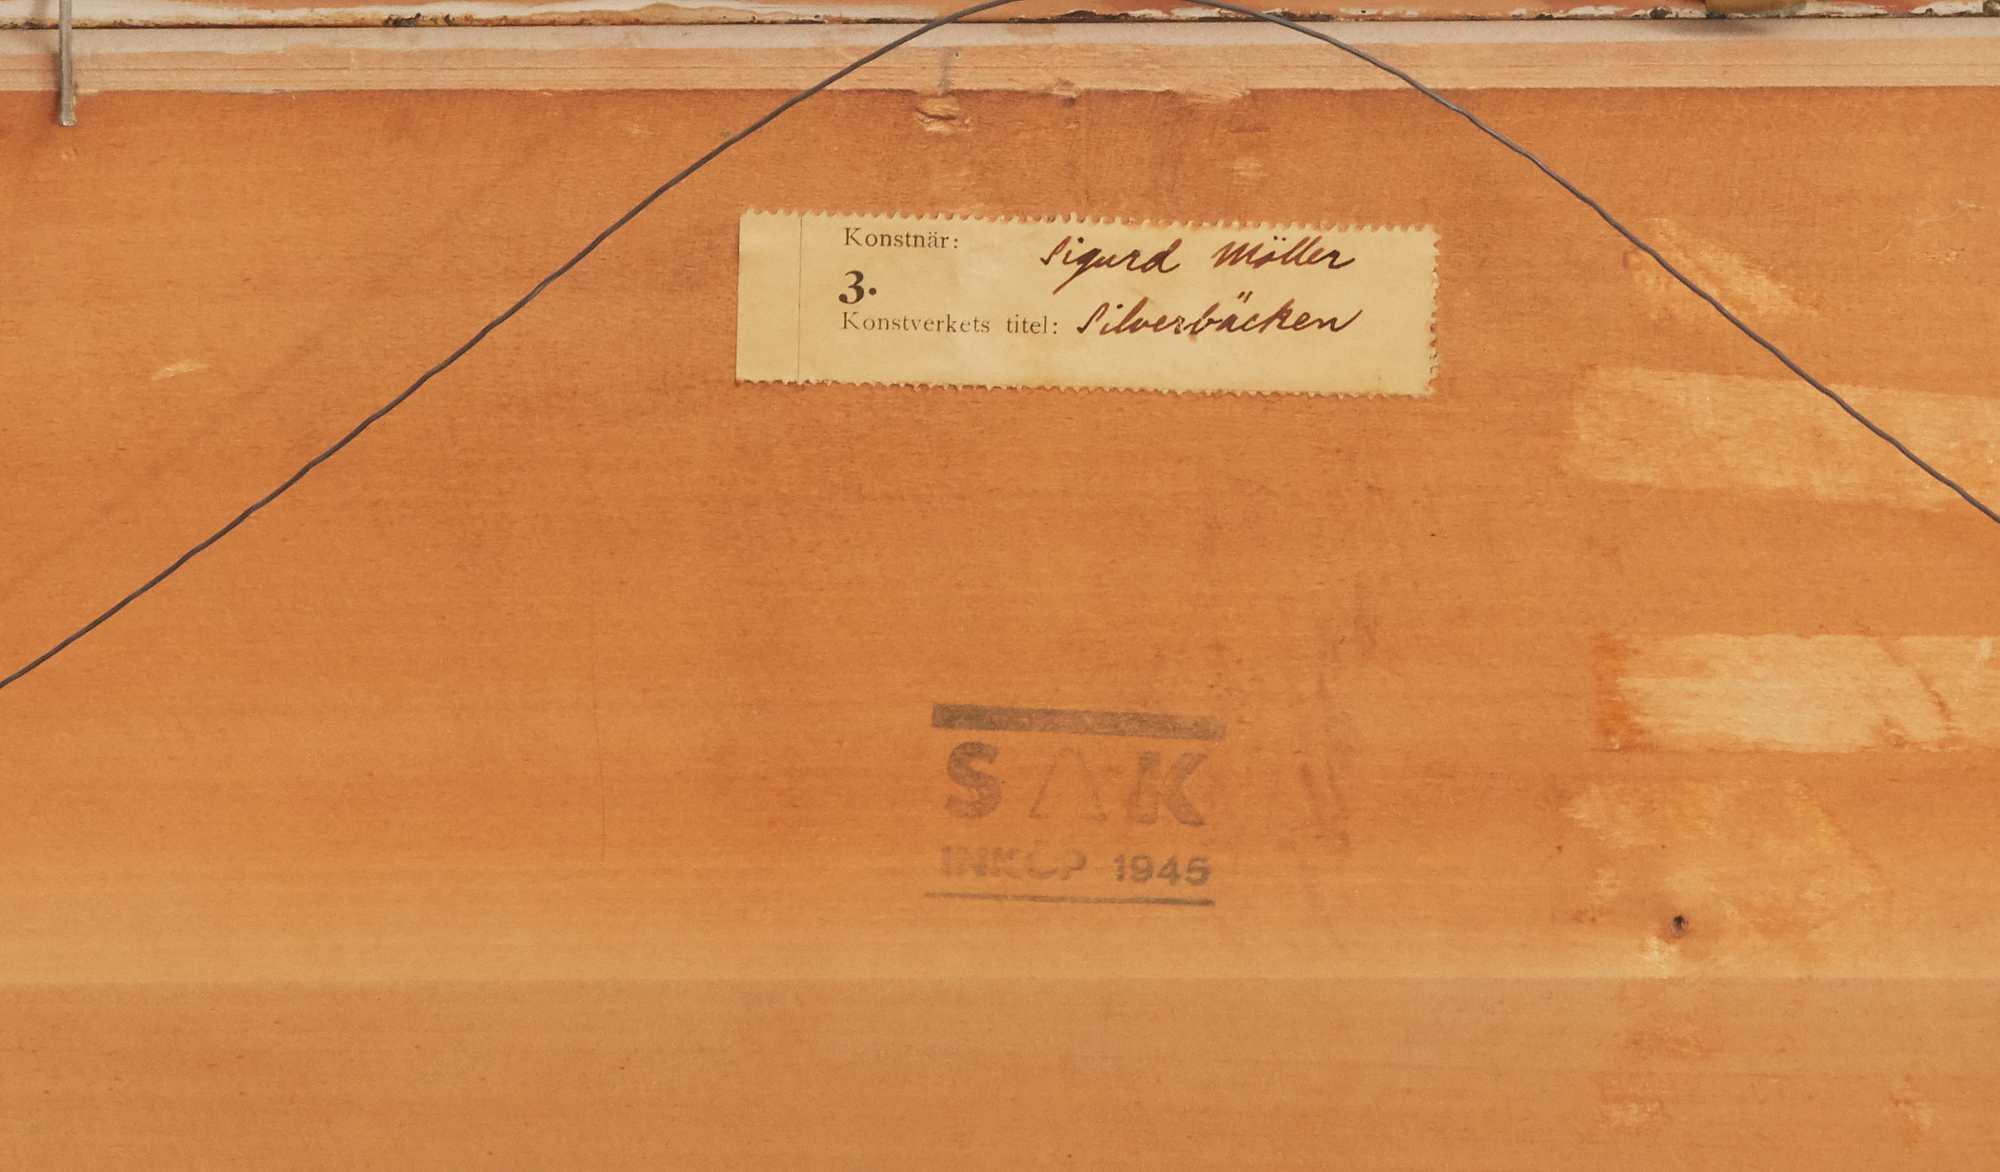 Konstnär: Sigurd Möller
3.
Konstverkets titel: Silverbäcken
SAK
INKÖP 1945